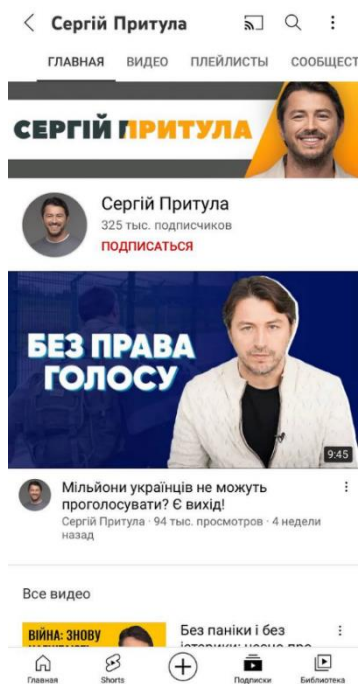 Сергій Притула
ГЛАВНАЯ ВИДЕО ПЛЕЙЛИСТЫ СООБЩЕСТ
СЕРГІЙ ПРИТУЛА
Сергій Притула
325 тыс. подписчиков
ПОДПИСАТЬСЯ
БЕЗ ПРАВА
ГОЛОСУ
9:45
Мільйони українців не можуть
проголосувати? Є вихід!
Сергій Притула · 94 тыс. просмотров · 4 недели
назад
Все видео
ВІЙНА: ЗНОВУ
Без паники і без
Главная Shorts Подписки Библиотека